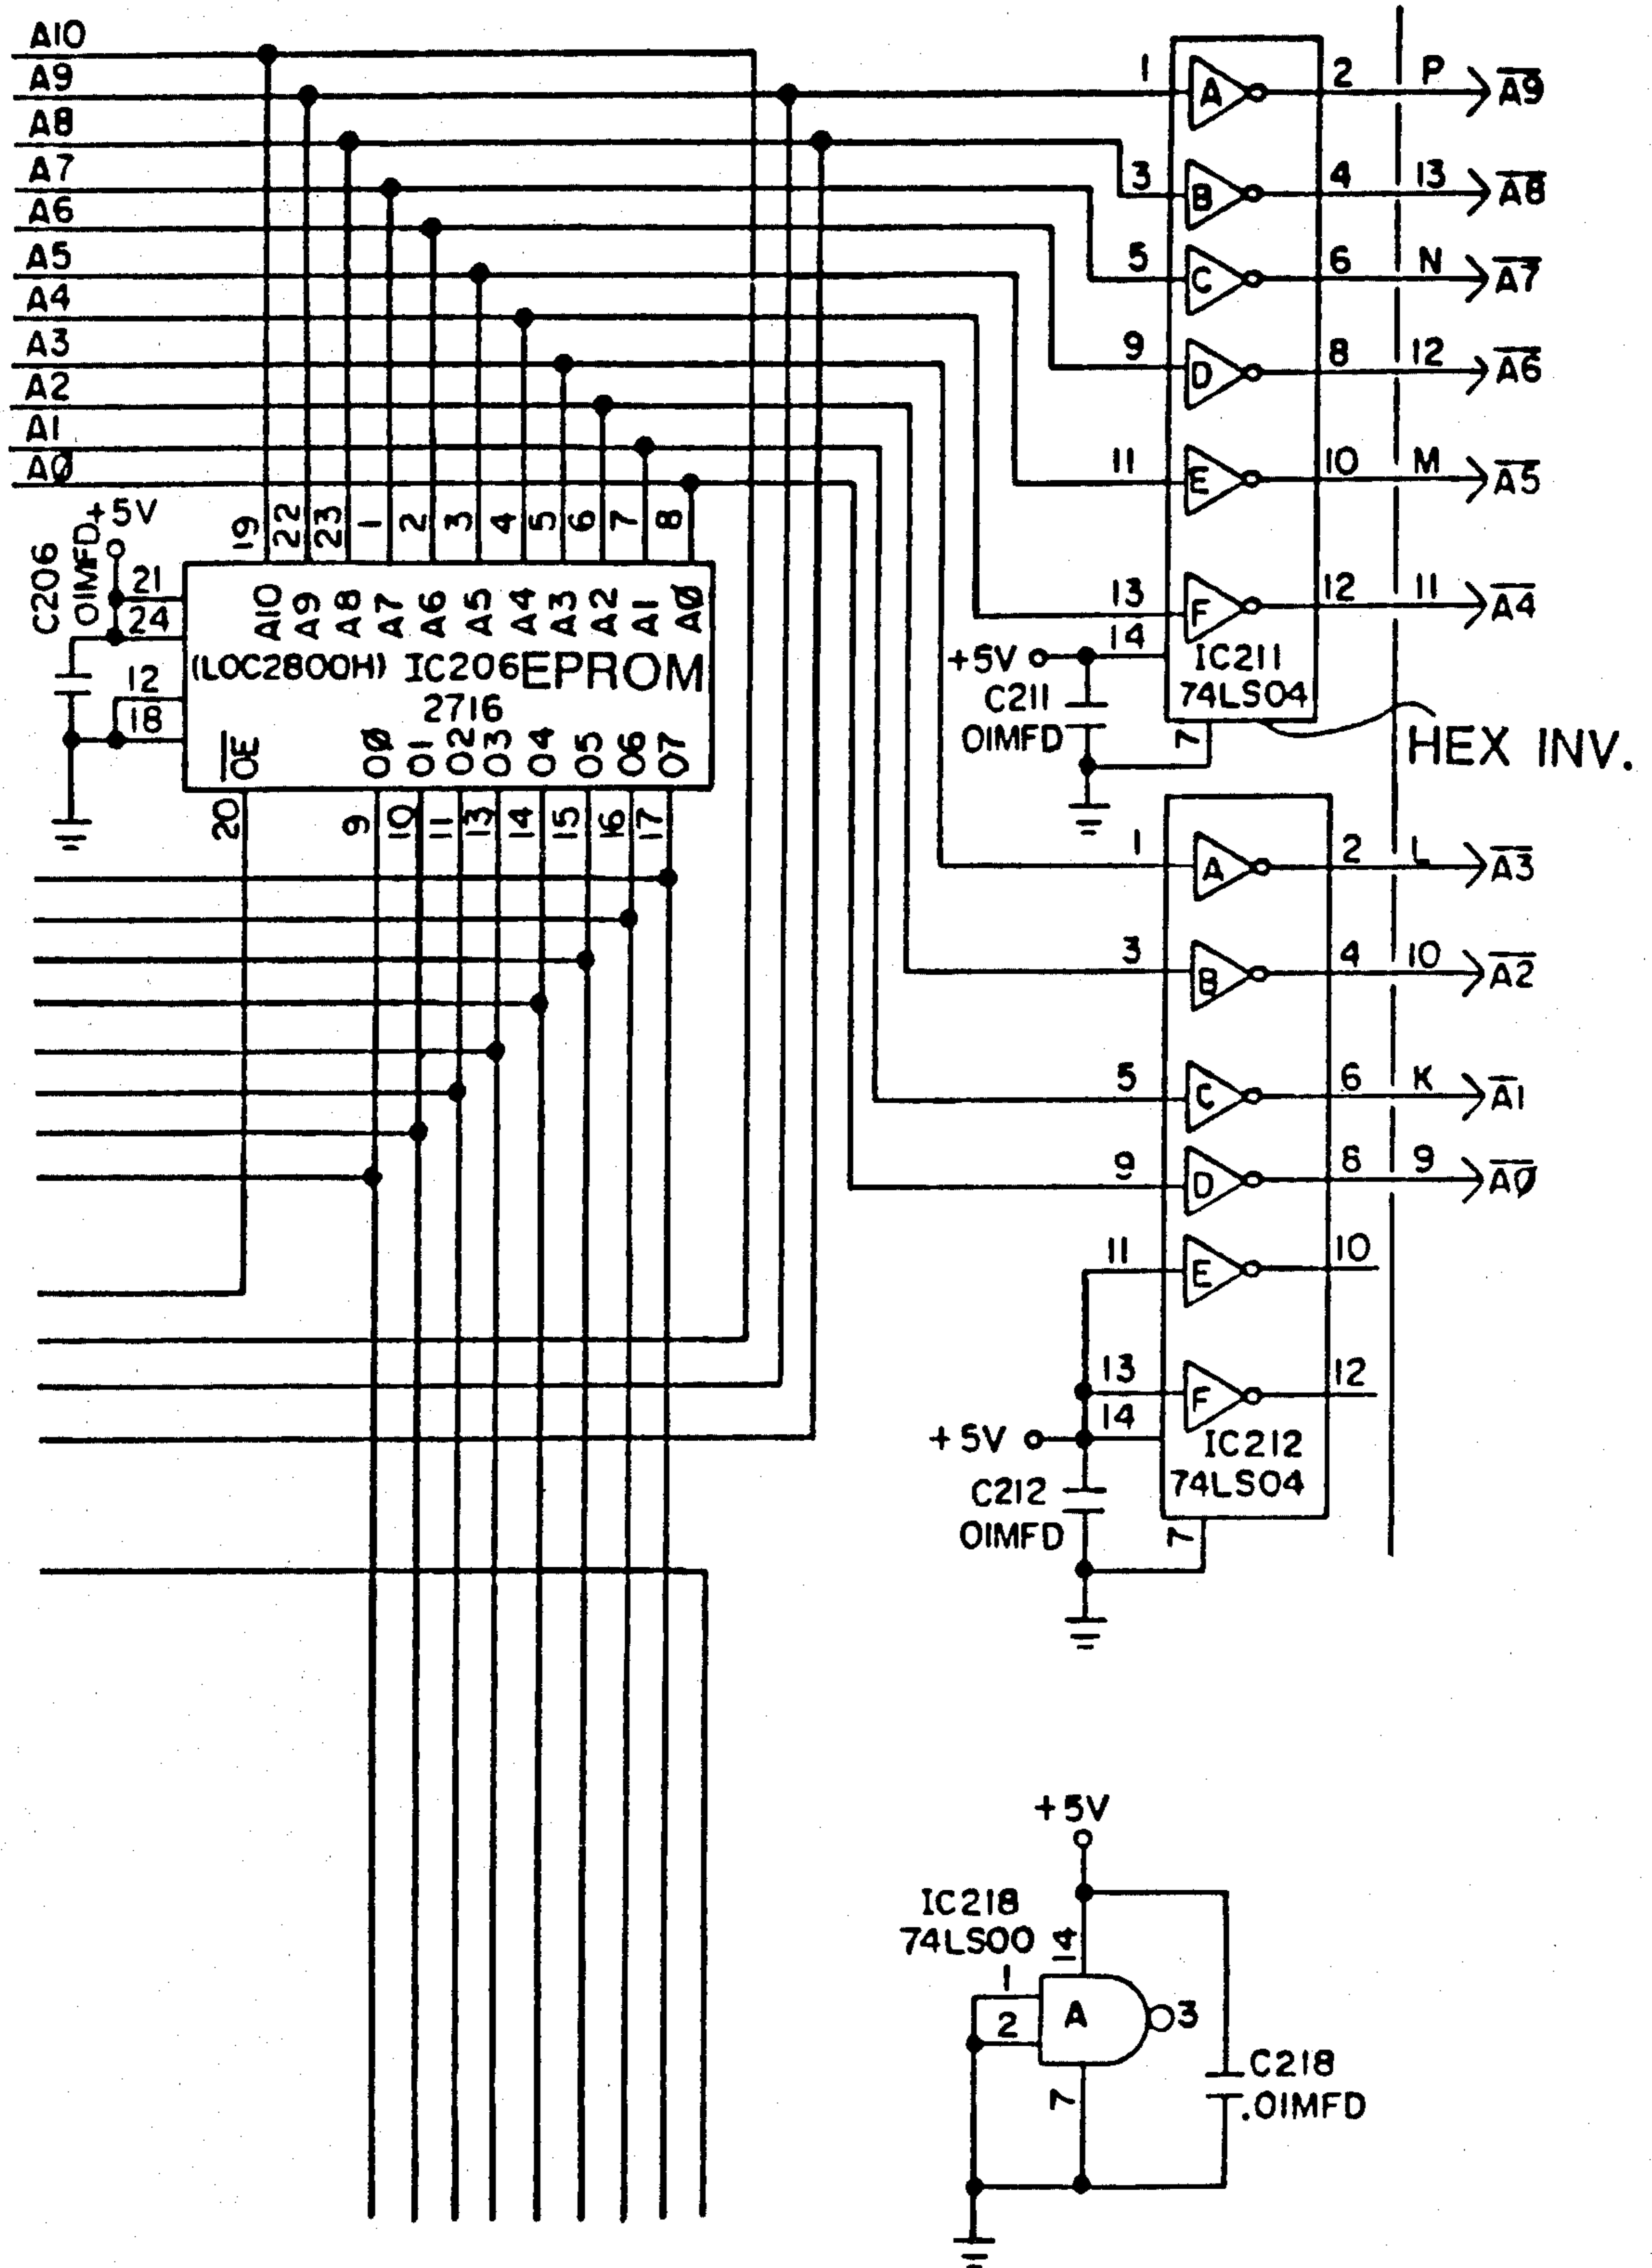 A10
A9
A8
A7
A6
A5
A4
A3
A2
A1
AØ
+5V
C206
01MFD
21
24
12
18
19
22
23
1
2
3
4
5
6
7
8
A10
A9
A8
A7
A6
A5
A4
A3
A2
A1
AØ
(LOC2800H) IC206 EPROM
2716
OE
OØ
O1
O2
O3
O4
O5
O6
O7
20
9
10
11
13
14
15
16
17
1 A 2 P A9
3 B 4 13 A8
5 C 6 N A7
9 D 8 12 A6
11 E 10 M A5
13 F 12 11 A4
14
+5V
IC211
74LS04
C211
01MFD
7
HEX INV.
1 A 2 L A3
3 B 4 10 A2
5 C 6 K A1
9 D 8 9 AØ
11 E 10
13 F 12
14
+5V
IC212
74LS04
C212
01MFD
7
+5V
IC218
74LS00
14
1
2
A
3
7
C218
.01MFD